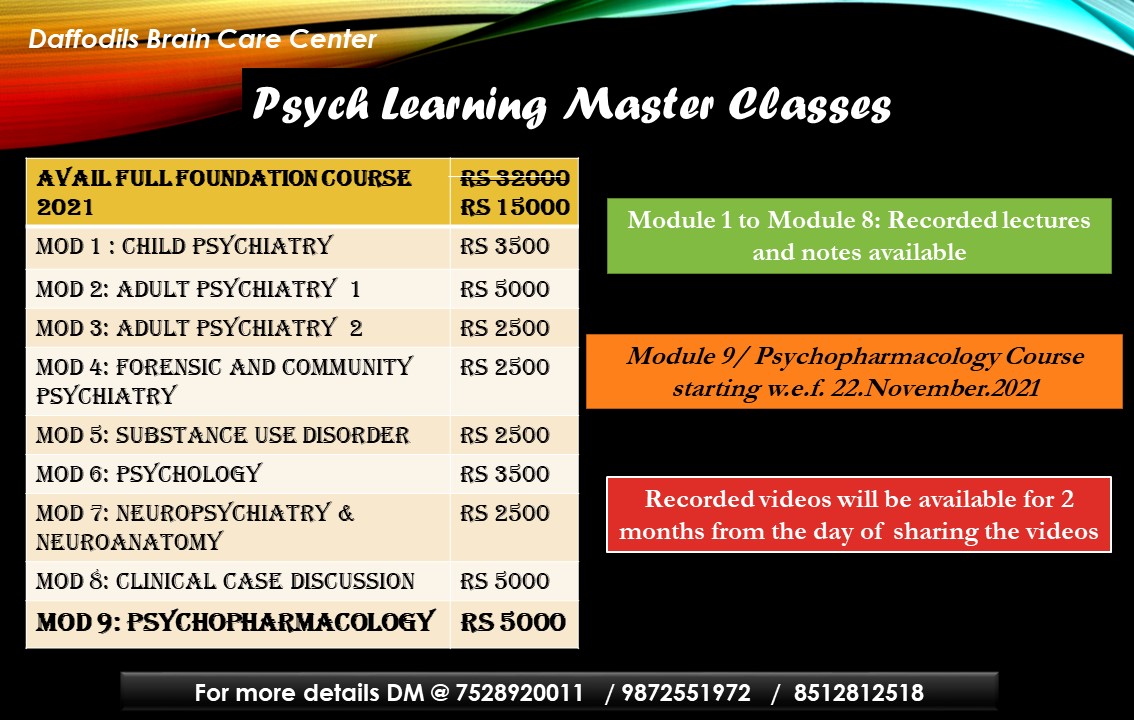 Daffodils Brain Care Center
Psych Learning Master Classes
AVAIL FULL FOUNDATION COURSE RS 32000
2021 RS 15000
MOD 1 : CHILD PSYCHIATRY RS 3500
MOD 2: ADULT PSYCHIATRY 1 RS 5000
MOD 3: ADULT PSYCHIATRY 2 RS 2500
MOD 4: FORENSIC AND COMMUNITY RS 2500
PSYCHIATRY
MOD 5: SUBSTANCE USE DISORDER RS 2500
MOD 6: PSYCHOLOGY RS 3500
MOD 7: NEUROPSYCHIATRY & RS 2500
NEUROANATOMY
MOD 8: CLINICAL CASE DISCUSSION RS 5000
MOD 9: PSYCHOPHARMACOLOGY RS 5000
Module 1 to Module 8: Recorded lectures
and notes available
Module 9/ Psychopharmacology Course
starting w.e.f. 22.November.2021
Recorded videos will be available for 2
months from the day of sharing the videos
For more details DM @ 7528920011 / 9872551972 / 8512812518